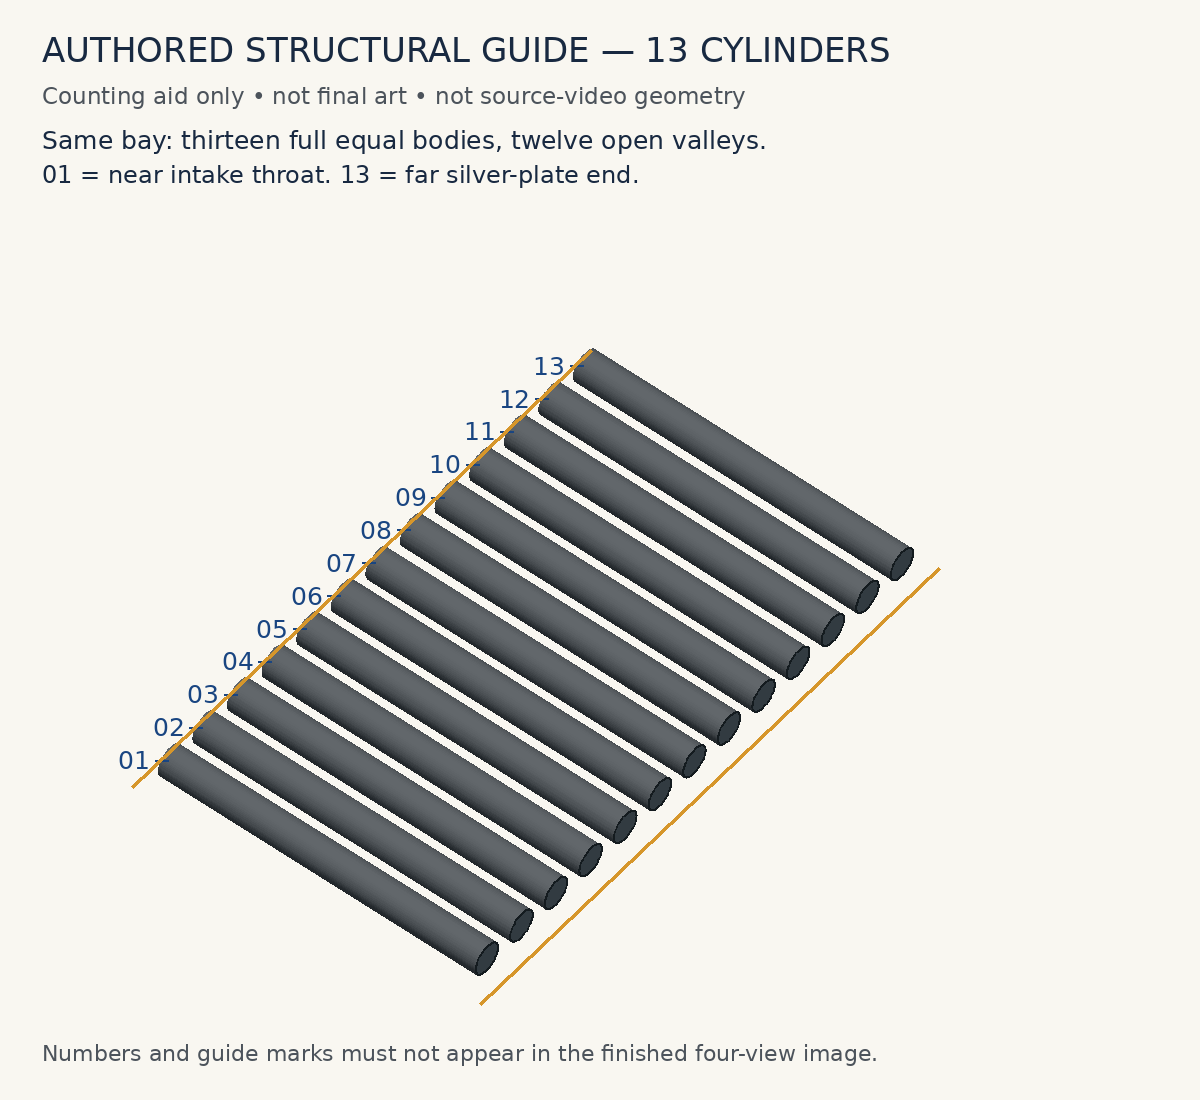 AUTHORED STRUCTURAL GUIDE — 13 CYLINDERS
Counting aid only • not final art • not source-video geometry
Same bay: thirteen full equal bodies, twelve open valleys.
01 = near intake throat. 13 = far silver-plate end.
13
12
11
10
09
08
07
06
05
04
03
02
01
Numbers and guide marks must not appear in the finished four-view image.